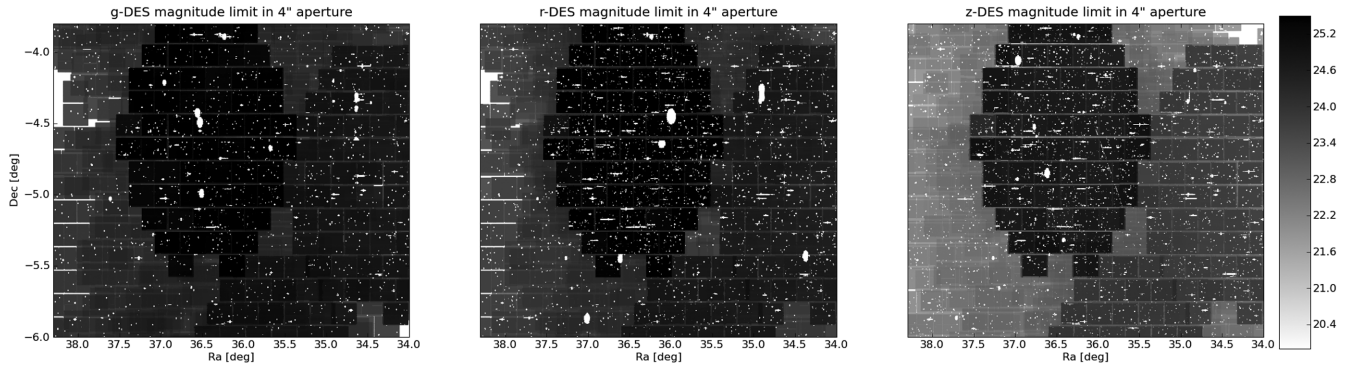 g-DES magnitude limit in 4" aperture
r-DES magnitude limit in 4" aperture
z-DES magnitude limit in 4" aperture
−4.0
−4.5
−5.0
−5.5
−6.0
Dec [deg]
38.0 37.5 37.0 36.5 36.0 35.5 35.0 34.5 34.0
Ra [deg]
38.0 37.5 37.0 36.5 36.0 35.5 35.0 34.5 34.0
Ra [deg]
38.0 37.5 37.0 36.5 36.0 35.5 35.0 34.5 34.0
Ra [deg]
25.2
24.6
24.0
23.4
22.8
22.2
21.6
21.0
20.4